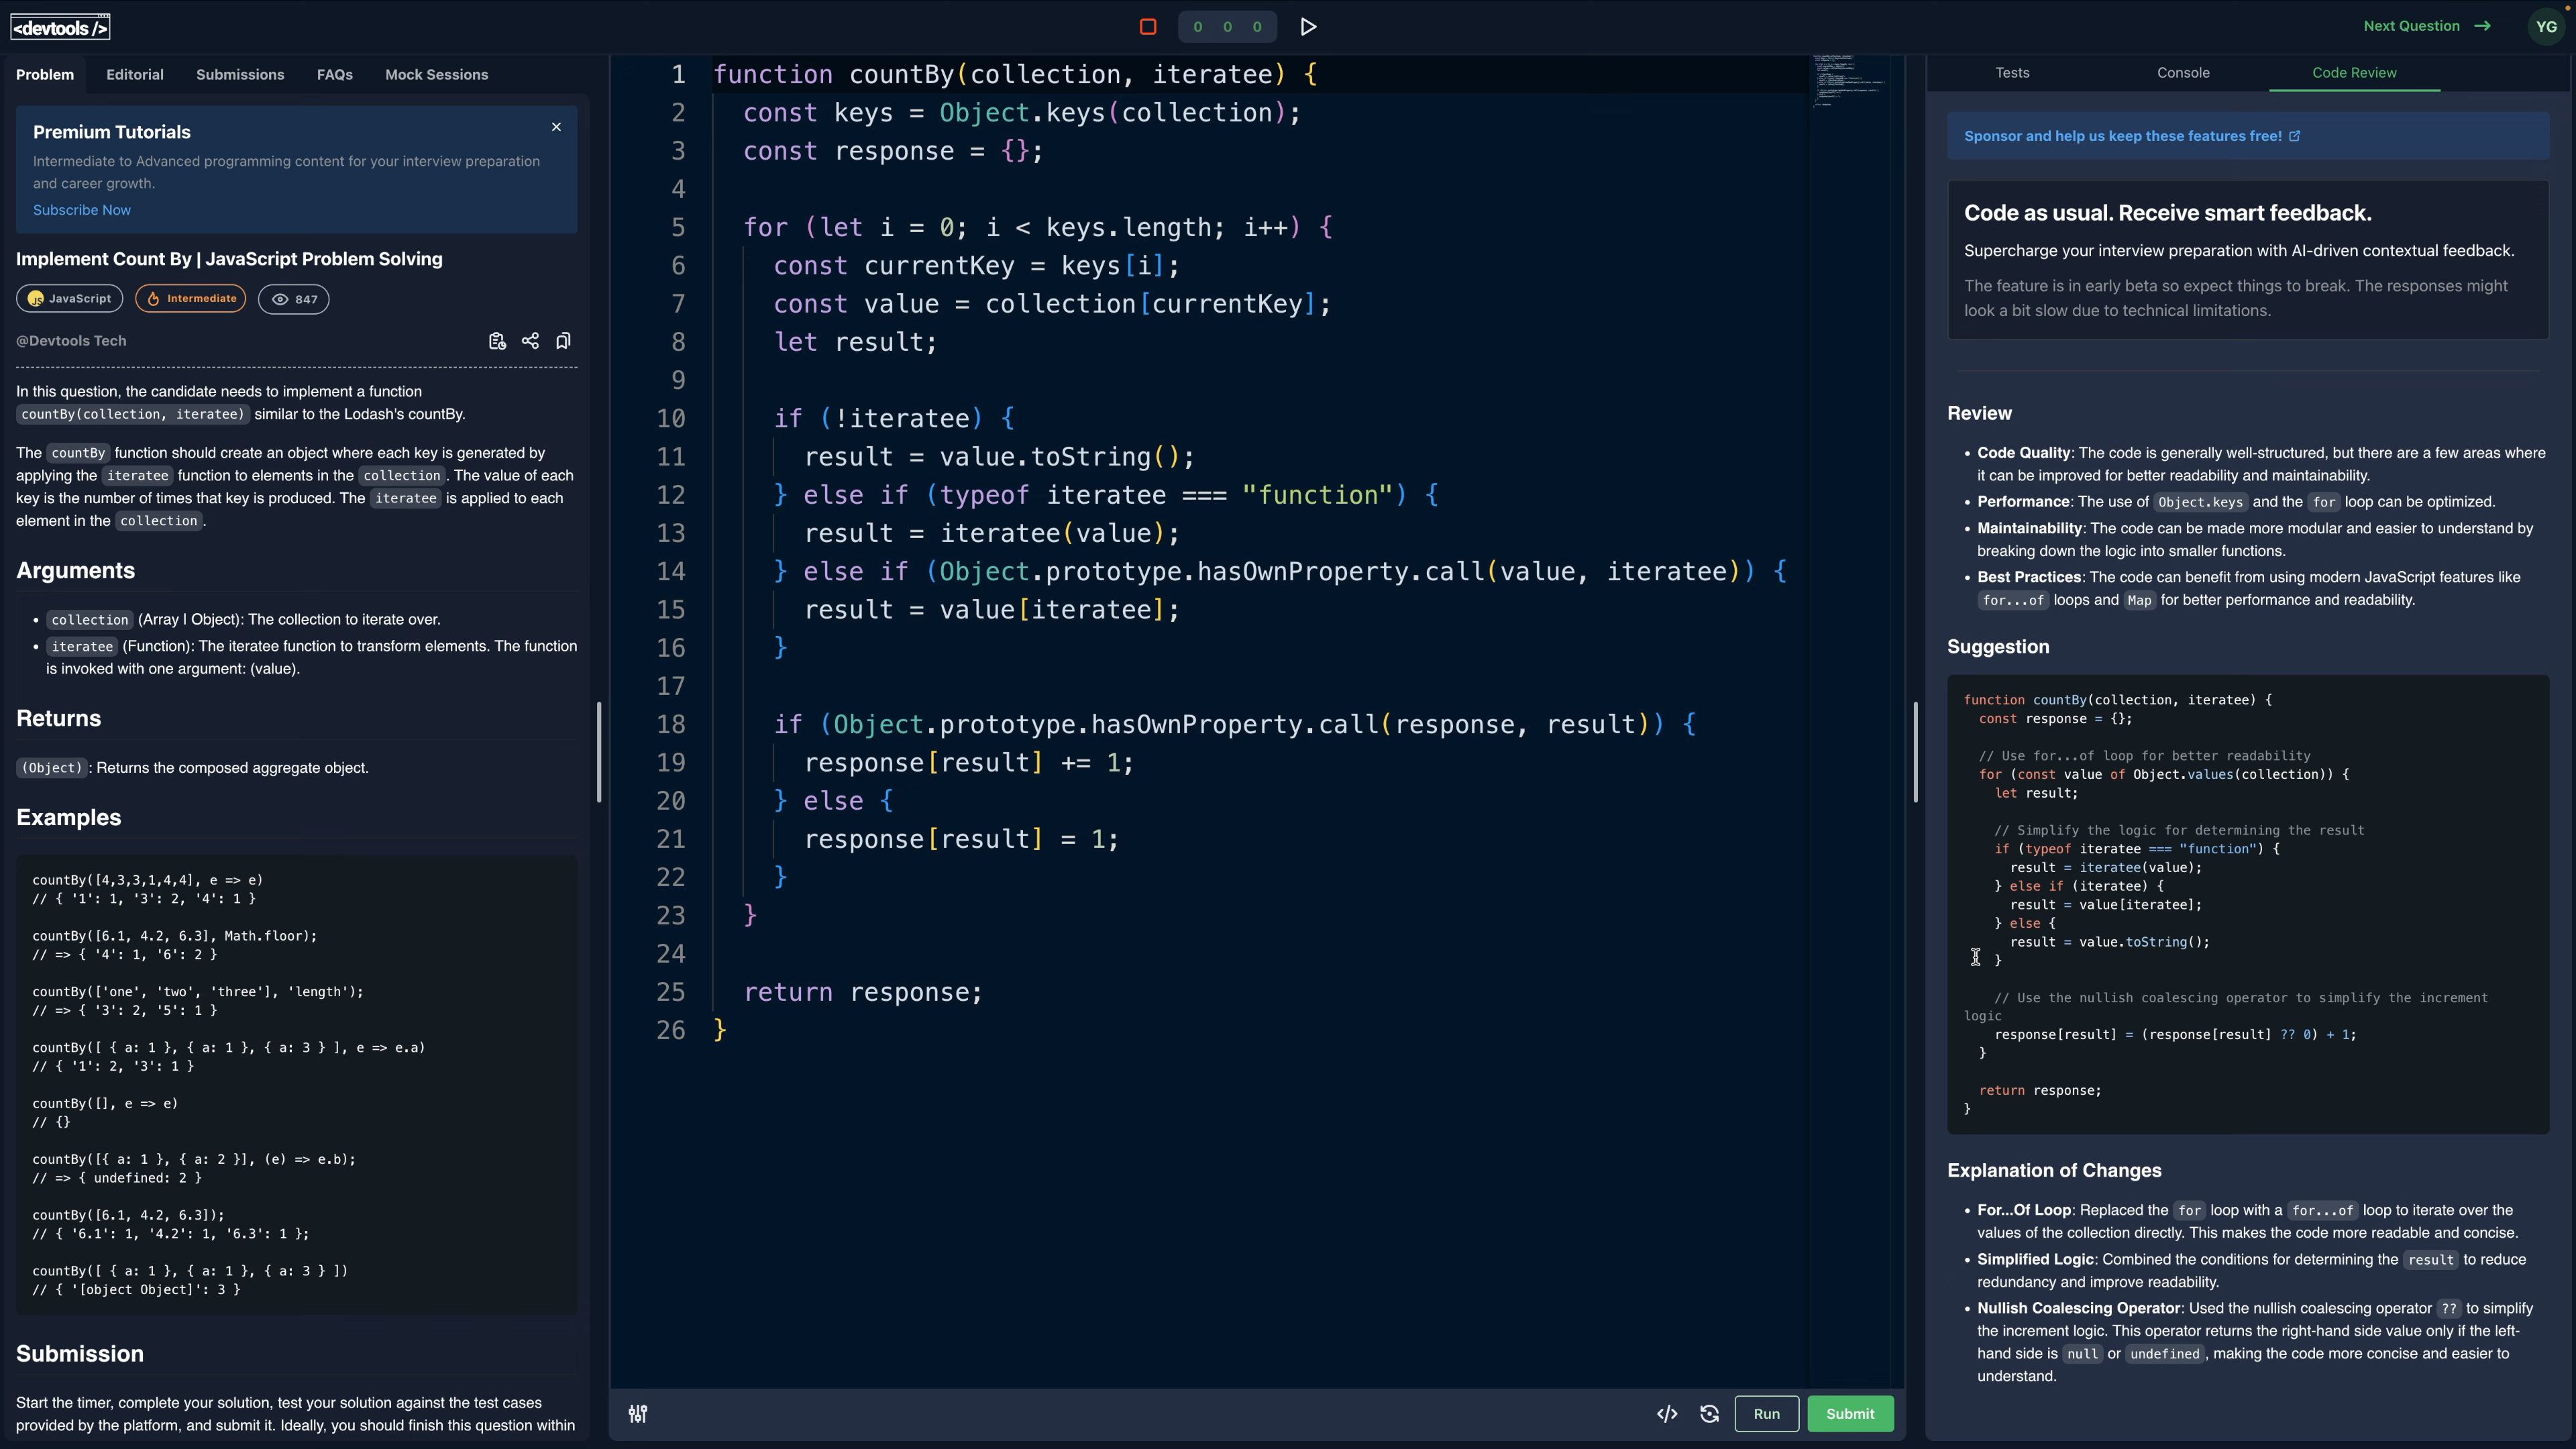 <devtools />
0 0 0
Next Question →
YG
Problem
Editorial
Submissions
FAQs
Mock Sessions
Premium Tutorials
Intermediate to Advanced programming content for your interview preparation
and career growth.
Subscribe Now
Implement Count By | JavaScript Problem Solving
JS JavaScript
Intermediate
847
@Devtools Tech
In this question, the candidate needs to implement a function
countBy(collection, iteratee) similar to the Lodash's countBy.
The countBy function should create an object where each key is generated by
applying the iteratee function to elements in the collection. The value of each
key is the number of times that key is produced. The iteratee is applied to each
element in the collection.
Arguments
• collection (Array | Object): The collection to iterate over.
• iteratee (Function): The iteratee function to transform elements. The function
is invoked with one argument: (value).
Returns
(Object): Returns the composed aggregate object.
Examples
countBy([4,3,3,1,4,4], e => e)
// { '1': 1, '3': 2, '4': 1 }
countBy([6.1, 4.2, 6.3], Math.floor);
// => { '4': 1, '6': 2 }
countBy(['one', 'two', 'three'], 'length');
// => { '3': 2, '5': 1 }
countBy([ { a: 1 }, { a: 1 }, { a: 3 } ], e => e.a)
// { '1': 2, '3': 1 }
countBy([], e => e)
// {}
countBy([{ a: 1 }, { a: 2 }], (e) => e.b);
// => { undefined: 2 }
countBy([6.1, 4.2, 6.3]);
// { '6.1': 1, '4.2': 1, '6.3': 1 };
countBy([ { a: 1 }, { a: 1 }, { a: 3 } ])
// { '[object Object]': 3 }
Submission
Start the timer, complete your solution, test your solution against the test cases
provided by the platform, and submit it. Ideally, you should finish this question within
1 function countBy(collection, iteratee) {
2 const keys = Object.keys(collection);
3 const response = {};
4
5 for (let i = 0; i < keys.length; i++) {
6 const currentKey = keys[i];
7 const value = collection[currentKey];
8 let result;
9
10 if (!iteratee) {
11 result = value.toString();
12 } else if (typeof iteratee === "function") {
13 result = iteratee(value);
14 } else if (Object.prototype.hasOwnProperty.call(value, iteratee)) {
15 result = value[iteratee];
16 }
17
18 if (Object.prototype.hasOwnProperty.call(response, result)) {
19 response[result] += 1;
20 } else {
21 response[result] = 1;
22 }
23 }
24
25 return response;
26 }
</> Run Submit
Tests
Console
Code Review
Sponsor and help us keep these features free!
Code as usual. Receive smart feedback.
Supercharge your interview preparation with AI-driven contextual feedback.
The feature is in early beta so expect things to break. The responses might
look a bit slow due to technical limitations.
Review
• Code Quality: The code is generally well-structured, but there are a few areas where
it can be improved for better readability and maintainability.
• Performance: The use of Object.keys and the for loop can be optimized.
• Maintainability: The code can be made more modular and easier to understand by
breaking down the logic into smaller functions.
• Best Practices: The code can benefit from using modern JavaScript features like
for...of loops and Map for better performance and readability.
Suggestion
function countBy(collection, iteratee) {
const response = {};
// Use for...of loop for better readability
for (const value of Object.values(collection)) {
let result;
// Simplify the logic for determining the result
if (typeof iteratee === "function") {
result = iteratee(value);
} else if (iteratee) {
result = value[iteratee];
} else {
result = value.toString();
}
// Use the nullish coalescing operator to simplify the increment
logic
response[result] = (response[result] ?? 0) + 1;
}
return response;
}
Explanation of Changes
• For...Of Loop: Replaced the for loop with a for...of loop to iterate over the
values of the collection directly. This makes the code more readable and concise.
• Simplified Logic: Combined the conditions for determining the result to reduce
redundancy and improve readability.
• Nullish Coalescing Operator: Used the nullish coalescing operator ?? to simplify
the increment logic. This operator returns the right-hand side value only if the left-
hand side is null or undefined, making the code more concise and easier to
understand.